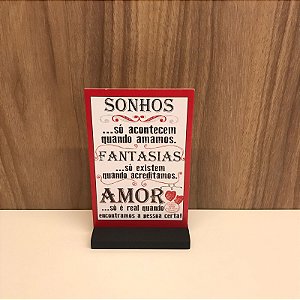 SONHOS
...só acontecem
quando amamos.
FANTASIAS
...só existem
quando acreditamos.
AMOR
...só é real quando
encontramos a pessoa certa!